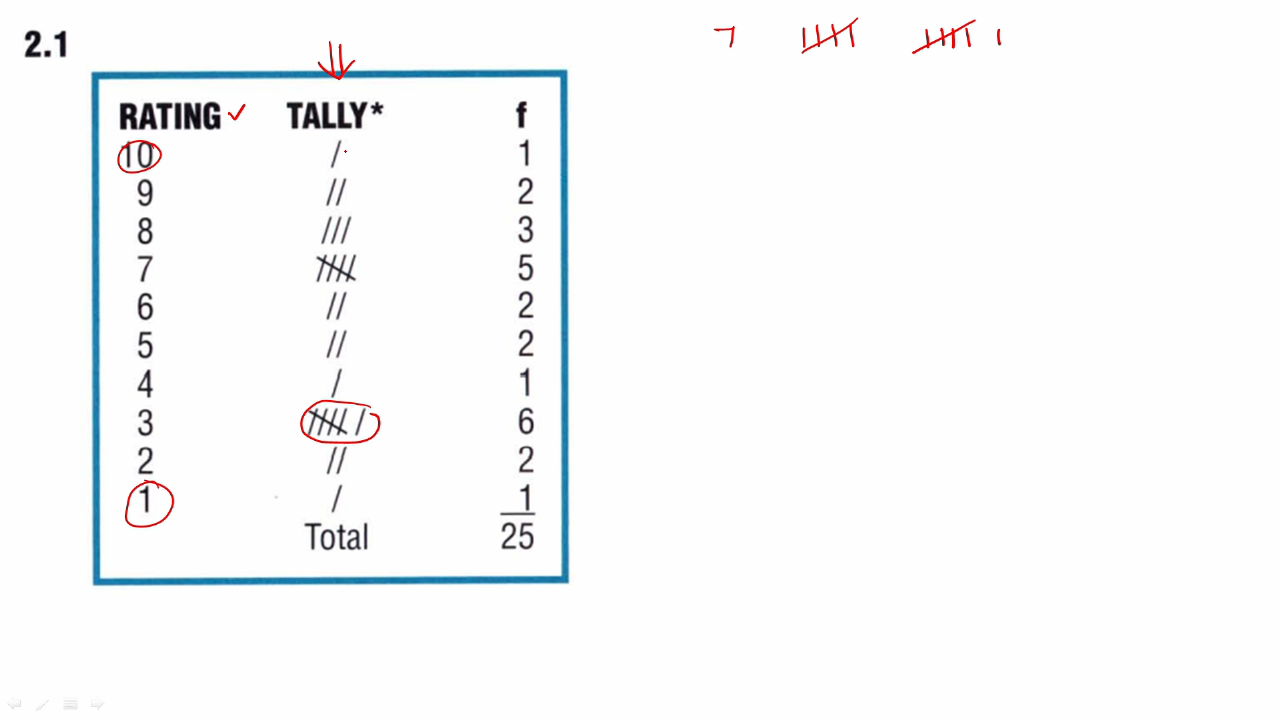 2.1
RATING TALLY* f
10 / 1
9 // 2
8 /// 3
7 //// 5
6 // 2
5 // 2
4 / 1
3 //// / 6
2 // 2
1 / 1
Total 25